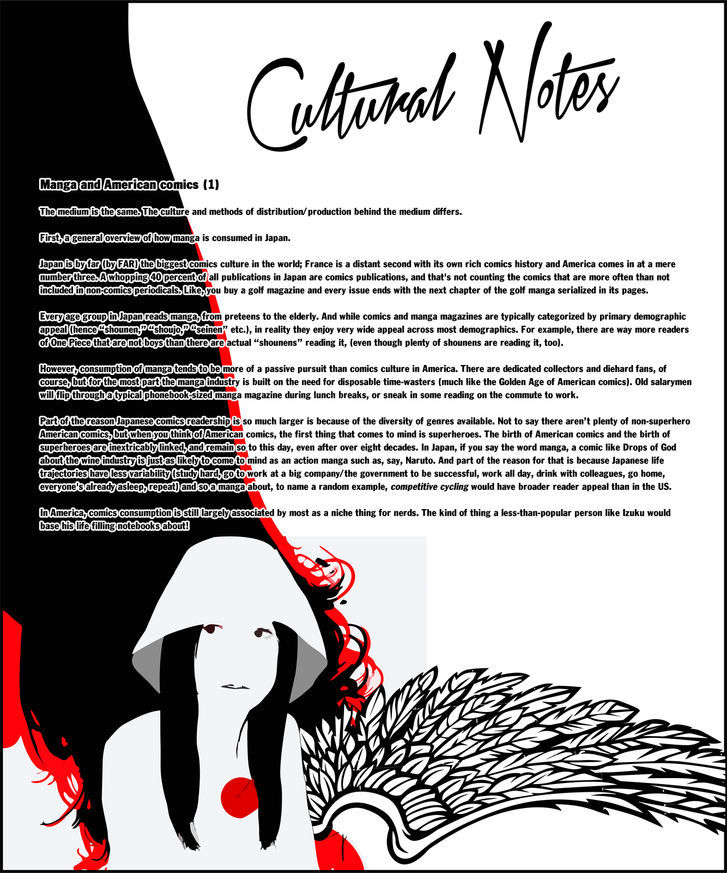 Cultural Notes
Manga and American comics (1)
The medium is the same. The culture and methods of distribution/production behind the medium differs.
First, a general overview of how manga is consumed in Japan.
Japan is by far (by FAR) the biggest comics culture in the world; France is a distant second with its own rich comics history and America comes in at a mere
number three. A whopping 40 percent of all publications in Japan are comics publications, and that's not counting the comics that are more often than not
included in non-comics periodicals. Like, you buy a golf magazine and every issue ends with the next chapter of the golf manga serialized in its pages.
Every age group in Japan reads manga, from preteens to the elderly. And while comics and manga magazines are typically categorized by primary demographic
appeal (hence “shounen,” “shoujo,” “seinen” etc.), in reality they enjoy very wide appeal across most demographics. For example, there are way more readers
of One Piece that are not boys than there are actual “shounens” reading it, (even though plenty of shounens are reading it, too).
However, consumption of manga tends to be more of a passive pursuit than comics culture in America. There are dedicated collectors and diehard fans, of
course, but for the most part the manga industry is built on the need for disposable time-wasters (much like the Golden Age of American comics). Old salarymen
will flip through a typical phonebook-sized manga magazine during lunch breaks, or sneak in some reading on the commute to work.
Part of the reason Japanese comics readership is so much larger is because of the diversity of genres available. Not to say there aren’t plenty of non-superhero
American comics, but when you think of American comics, the first thing that comes to mind is superheroes. The birth of American comics and the birth of
superheroes are inextricably linked, and remain so to this day, even after over eight decades. In Japan, if you say the word manga, a comic like Drops of God
about the wine industry is just as likely to come to mind as an action manga such as, say, Naruto. And part of the reason for that is because Japanese life
trajectories have less variability (study hard, go to work at a big company/the government to be successful, work all day, drink with colleagues, go home,
everyone’s already asleep, repeat) and so a manga about, to name a random example, competitive cycling would have broader reader appeal than in the US.
In America, comics consumption is still largely associated by most as a niche thing for nerds. The kind of thing a less-than-popular person like Izuku would
base his life filling notebooks about!